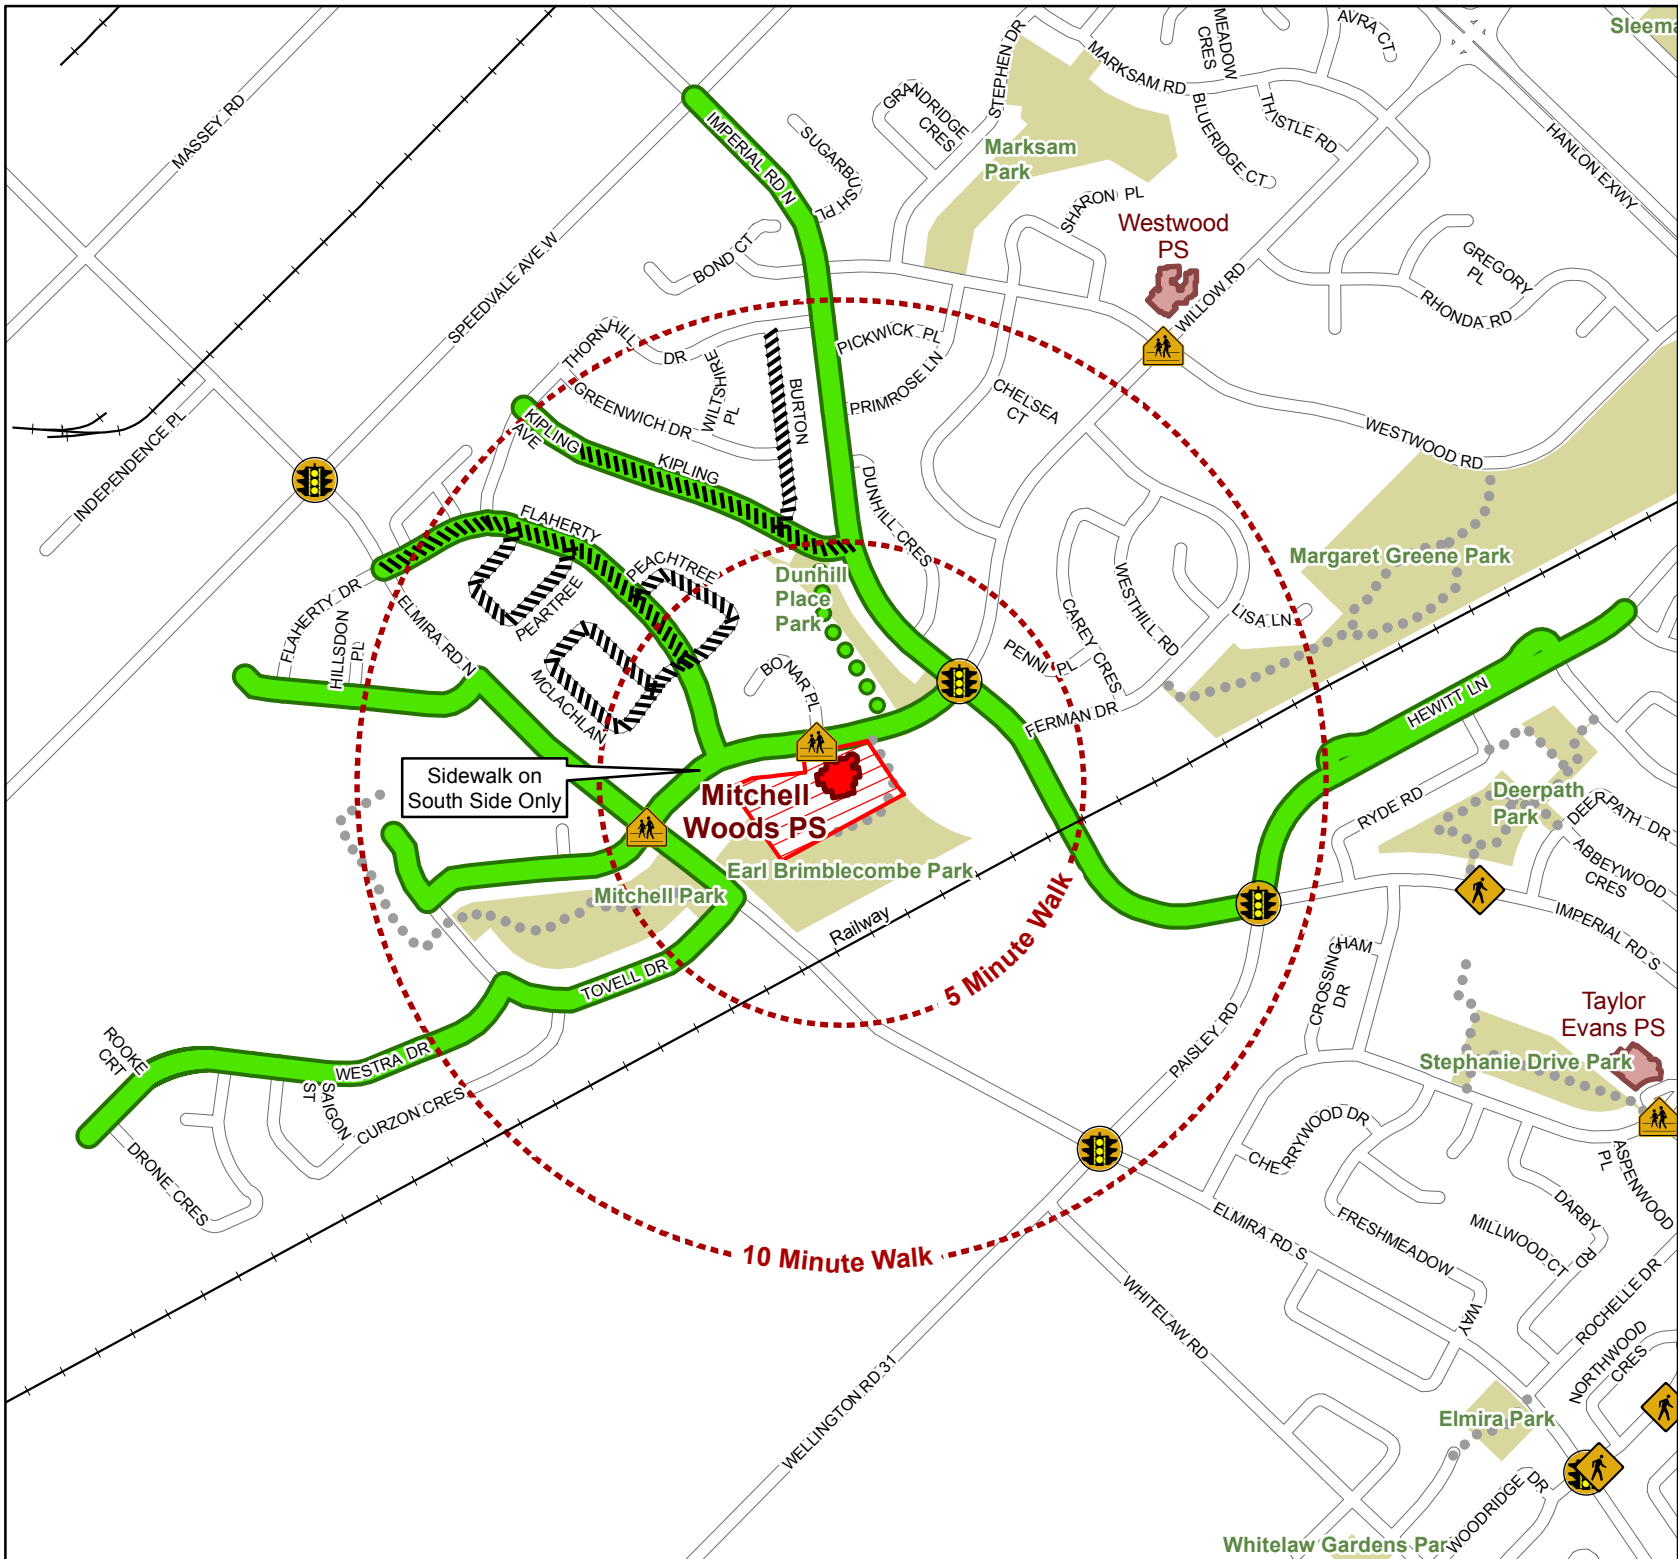 Sleema
AVRA CT
MEADOW
CRES
STEPHEN DR
MARKSAM RD
MASSEY RD
GRANDRIDGE
CRES
BLUERIDGE CT
THISTLE RD
HANLON EXWY
IMPERIAL RD N
SUGARBUSH PL
Marksam
Park
SHARON PL
Westwood
PS
BOND CT
SPEEDVALE AVE W
GREGORY
PL
WILLOW RD
RHONDA RD
THORNHILL
DR
PICKWICK PL
PRIMROSE LN
WILTSHIRE
PL
BURTON
GREENWICH DR
CHELSEA
CT
KIPLING
AVE
KIPLING
WESTWOOD RD
INDEPENDENCE PL
DUNHILL CRES
FLAHERTY
PEACHTREE
Dunhill
Place
Park
Margaret Greene Park
WESTHILL RD
CAREY CRES
LISA LN
FLAHERTY DR
HILLSDON
PL
ELMIRA RD N
PEARTREE
PENNI PL
BONAR PL
MCLACHLAN
FERMAN DR
HEWITT LN
Sidewalk on
South Side Only
Mitchell
Woods PS
Deerpath
Park
RYDE RD
DEERPATH DR
ABBEYWOOD
CRES
Earl Brimblecombe Park
Mitchell Park
Railway
5 Minute Walk
IMPERIAL RD S
HAM
CROSSING
DR
TOVELL DR
PAISLEY RD
Taylor
Evans PS
Stephanie Drive Park
ROOKE
CRT
WESTRA DR
SAIGON
ST
CURZON CRES
DRONE CRES
CHERRYWOOD DR
ASPENWOOD
PL
DARBY
RD
FRESHMEADOW
WAY
MILLWOOD CT
ELMIRA RD S
10 Minute Walk
WHITELAW RD
ROCHELLE DR
NORTHWOOD
CRES
WELLINGTON RD 31
Elmira Park
WOODRIDGE DR
Whitelaw Gardens Par